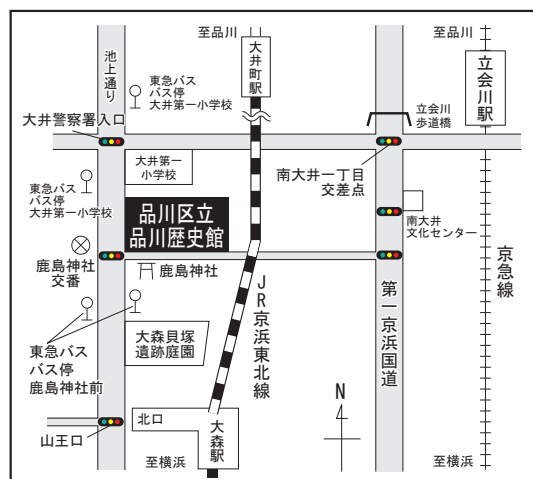 至品川
至品川
池上通り
東急バス
バス停
大井第一小学校
大井町駅
立会川駅
立会川
歩道橋
大井警察署入口
大井第一
小学校
南大井一丁目
交差点
東急バス
バス停
大井第一小学校
品川区立
品川歴史館
南大井
文化センター
鹿島神社
交番
鹿島神社
JR京浜東北線
第一京浜国道
京急線
大森貝塚
遺跡庭園
東急バス
バス停
鹿島神社前
N
北口
大森駅
山王口
至横浜
至横浜